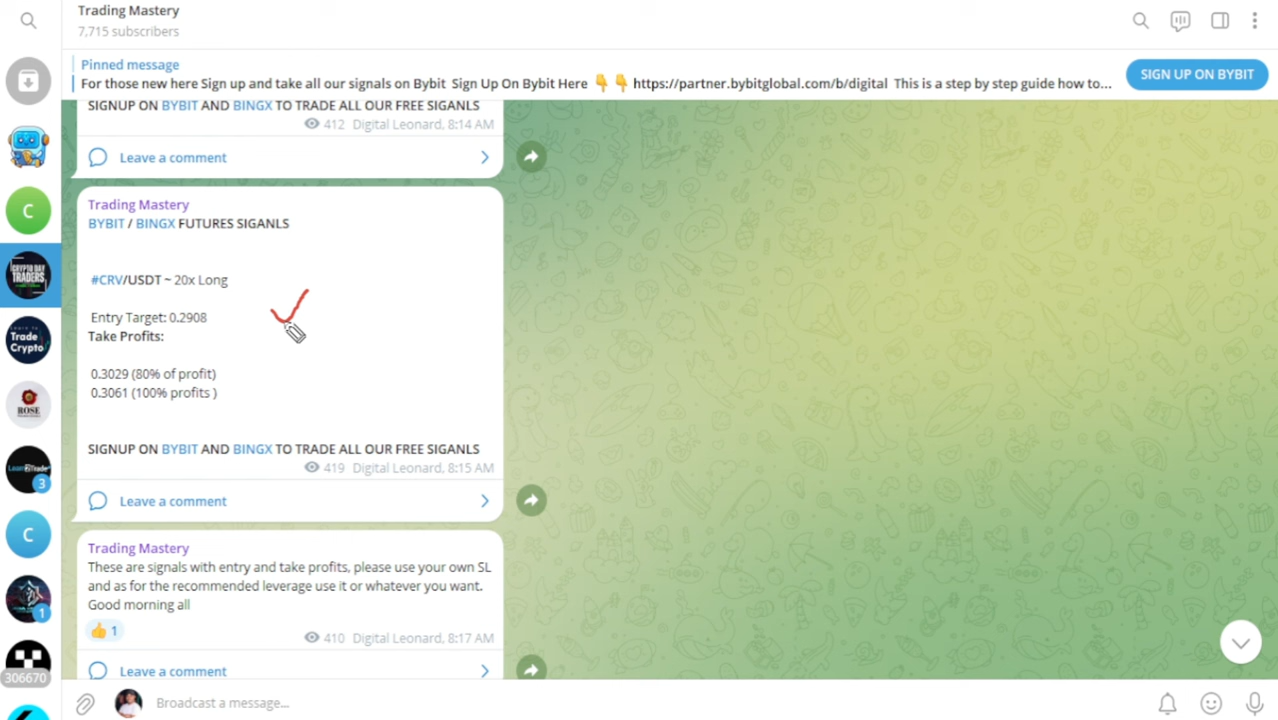 Trading Mastery
7,715 subscribers
Pinned message
For those new here Sign up and take all our signals on Bybit Sign Up On Bybit Here 👇 👇 https://partner.bybitglobal.com/b/digital This is a step by step guide how to...
SIGN UP ON BYBIT
SIGNUP ON BYBIT AND BINGX TO TRADE ALL OUR FREE SIGANLS
412 Digital Leonard, 8:14 AM
Leave a comment
Trading Mastery
BYBIT / BINGX FUTURES SIGANLS
#CRV/USDT ~ 20x Long
Entry Target: 0.2908
Take Profits:
0.3029 (80% of profit)
0.3061 (100% profits )
SIGNUP ON BYBIT AND BINGX TO TRADE ALL OUR FREE SIGANLS
419 Digital Leonard, 8:15 AM
Leave a comment
Trading Mastery
These are signals with entry and take profits, please use your own SL
and as for the recommended leverage use it or whatever you want.
Good morning all
👍 1
410 Digital Leonard, 8:17 AM
Leave a comment
Broadcast a message...
C
CRYPTO DAY
TRADERS
Trade
Crypto
ROSE
3
C
1
306670